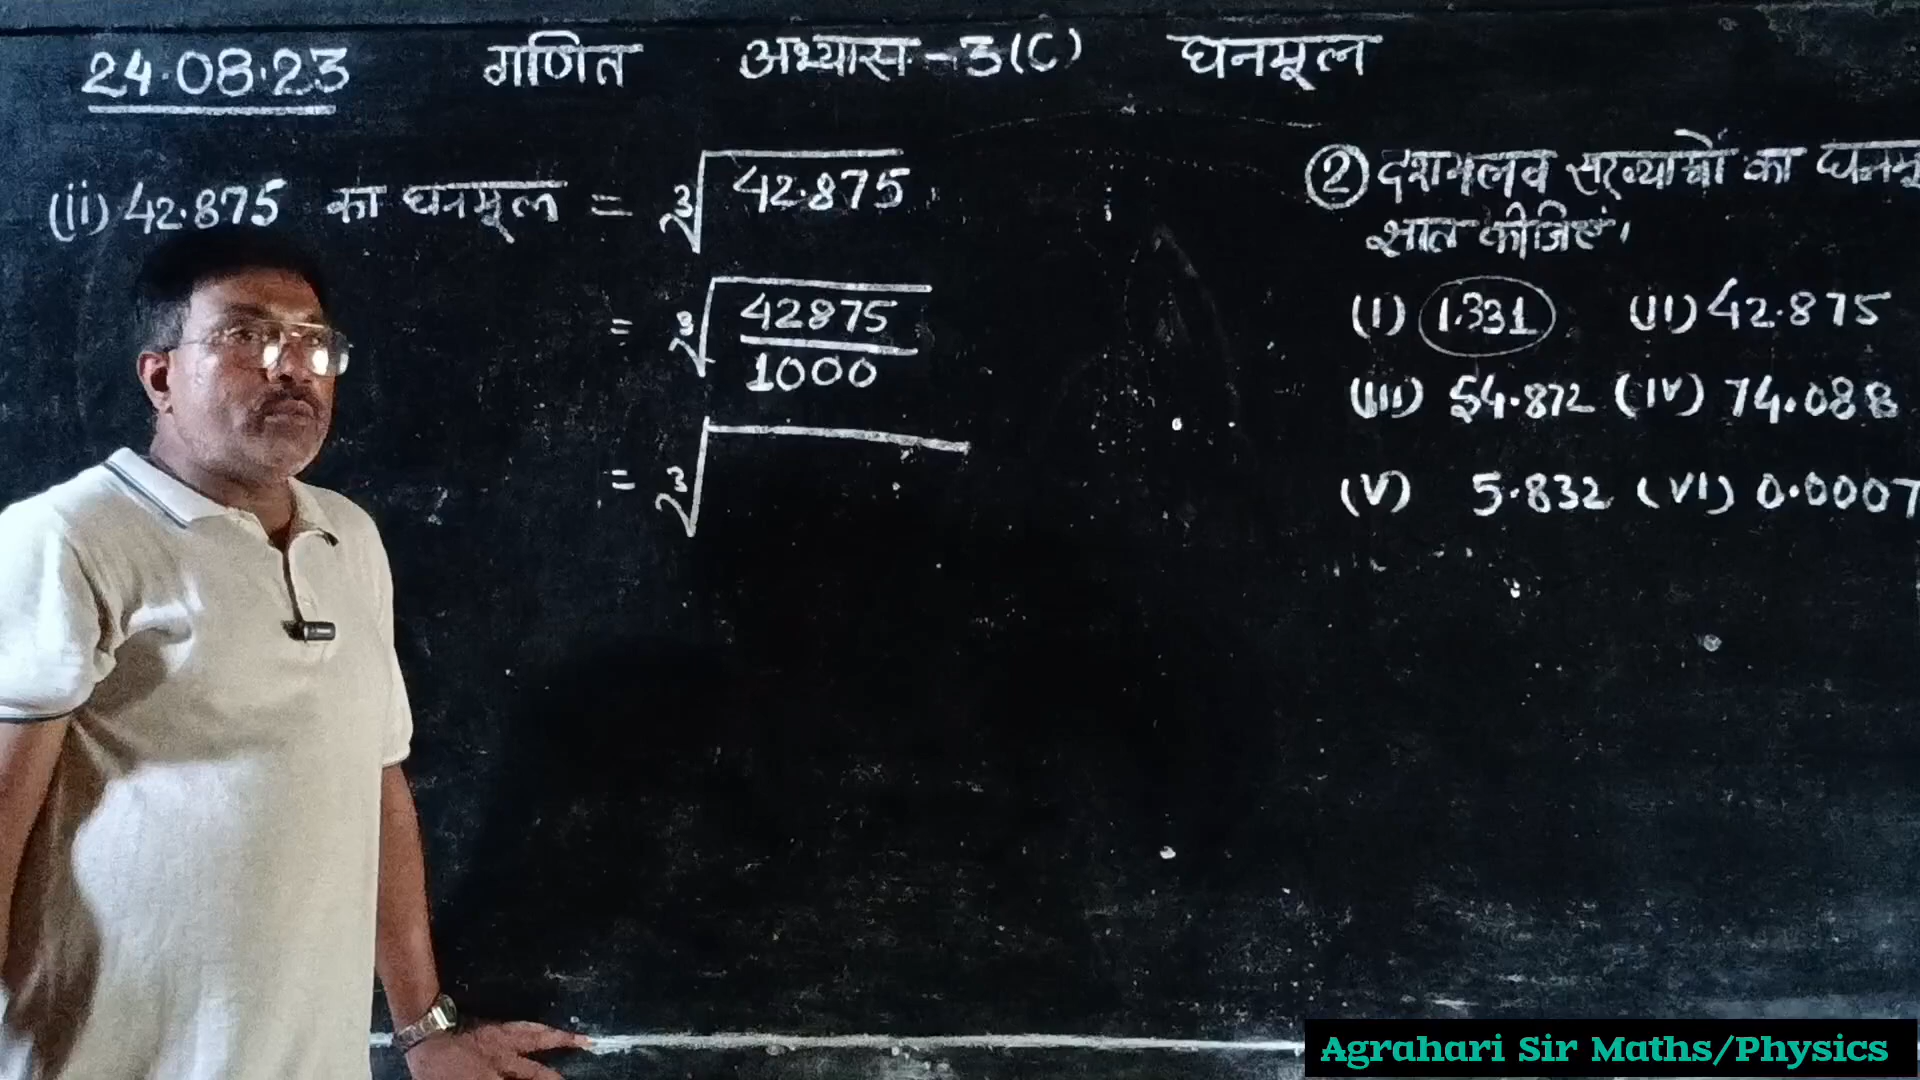 24.08.23 गणित अभ्यास-3(C) घनमूल
(ii) 42.875 का घनमूल = ∛42.875
= ∛(42875/1000)
= ∛
② दशमलव संख्याओं का घनमू
ज्ञात कीजिएं।
(I) 1.331 (II) 42.875
(III) 54.872 (IV) 74.088
(V) 5.832 (VI) 0.0007
Agrahari Sir Maths/Physics